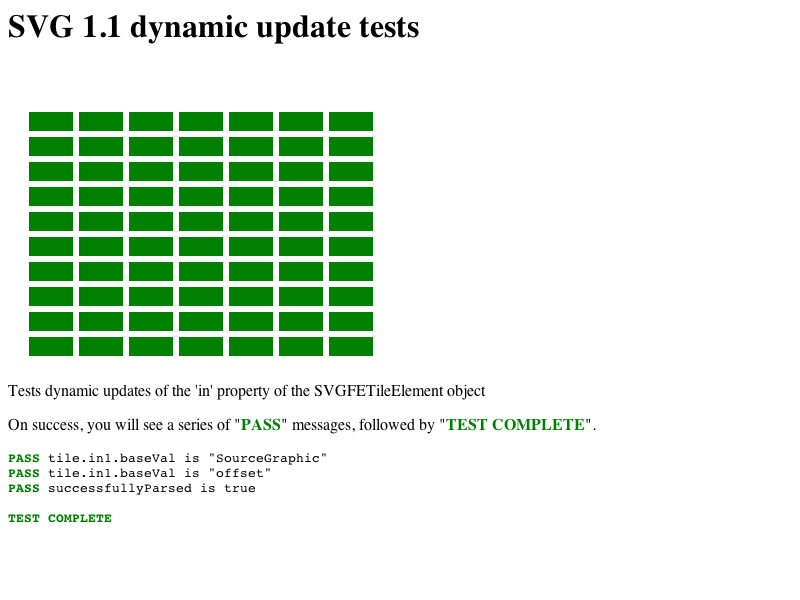 SVG 1.1 dynamic update tests
Tests dynamic updates of the 'in' property of the SVGFETileElement object
On success, you will see a series of "PASS" messages, followed by "TEST COMPLETE".
PASS tile.in1.baseVal is "SourceGraphic"
PASS tile.in1.baseVal is "offset"
PASS successfullyParsed is true
TEST COMPLETE